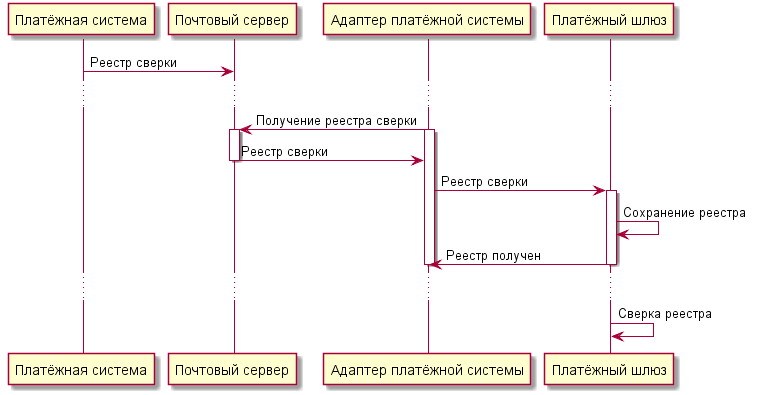 Платёжная система
Почтовый сервер
Адаптер платёжной системы
Платёжный шлюз
Реестр сверки
Получение реестра сверки
Реестр сверки
Реестр сверки
Сохранение реестра
Реестр получен
Сверка реестра
Платёжная система
Почтовый сервер
Адаптер платёжной системы
Платёжный шлюз